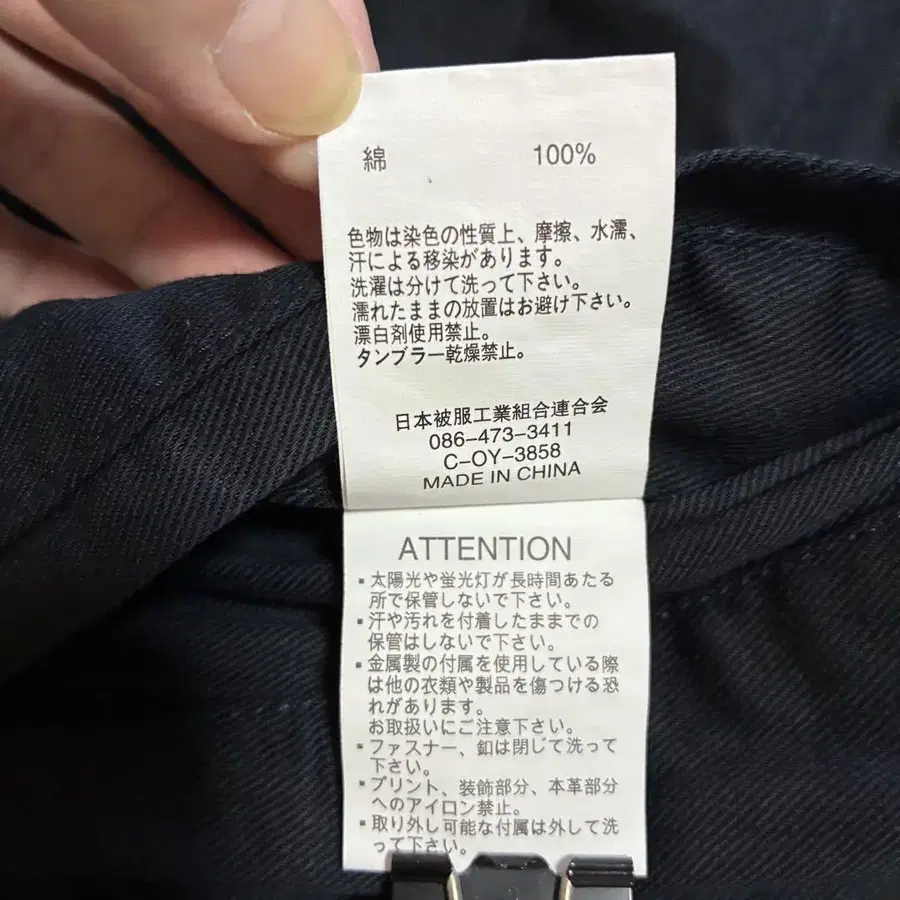 綿 100%
色物は染色の性質上、摩擦、水濡、
汗による移染があります。
洗濯は分けて洗って下さい。
濡れたままの放置はお避け下さい。
漂白剤使用禁止。
タンブラー乾燥禁止。
日本被服工業組合連合会
086-473-3411
C-OY-3858
MADE IN CHINA
ATTENTION
▪太陽光や蛍光灯が長時間あたる
所で保管しないで下さい。
▪汗や汚れを付着したままでの
保管はしないで下さい。
▪金属製の付属を使用している際
は他の衣類や製品を傷つける恐
れがあります。
お取扱いにご注意下さい。
▪ファスナー、釦は閉じて洗って
下さい。
▪プリント、装飾部分、本革部分
へのアイロン禁止。
▪取り外し可能な付属は外して洗
って下さい。